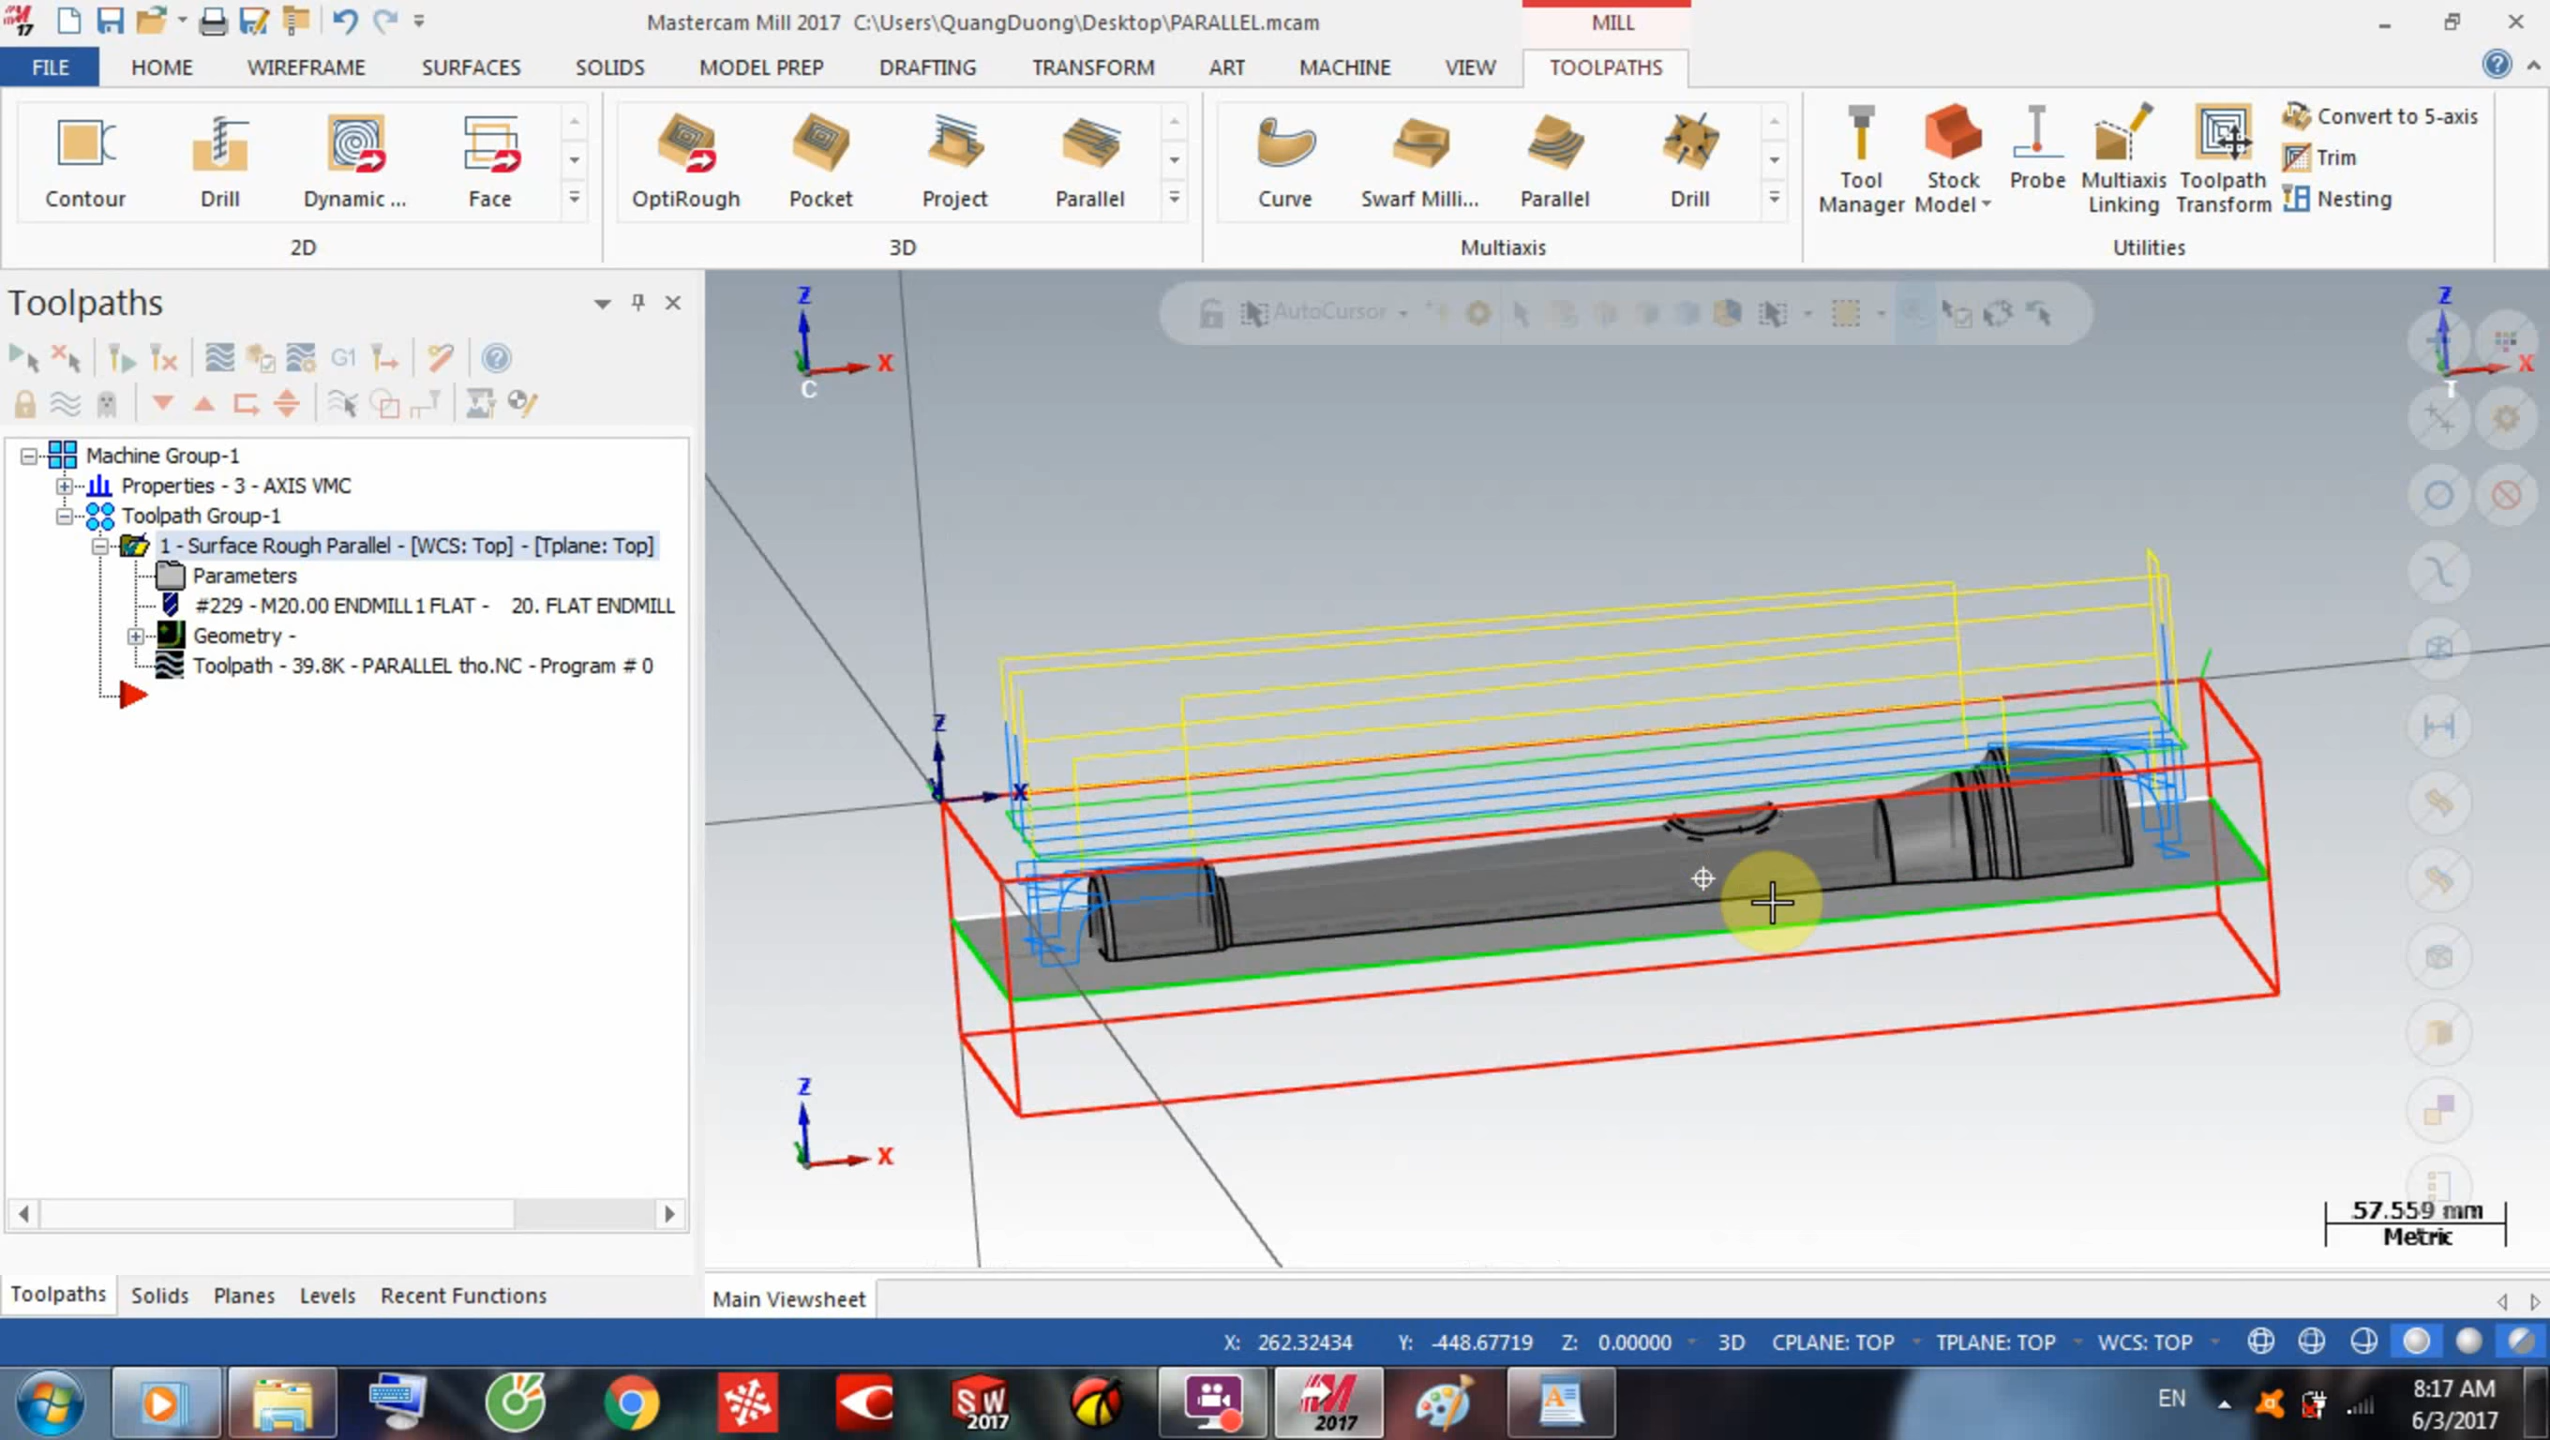 Mastercam Mill 2017 C:\Users\QuangDuong\Desktop\PARALLEL.mcam
MILL
17
FILE HOME WIREFRAME SURFACES SOLIDS MODEL PREP DRAFTING TRANSFORM ART MACHINE VIEW TOOLPATHS
Contour Drill Dynamic ... Face
2D
OptiRough Pocket Project Parallel
3D
Curve Swarf Milli... Parallel Drill
Multiaxis
Tool Manager
Stock Model
Probe
Multiaxis Linking
Toolpath Transform
Convert to 5-axis
Trim
Nesting
Utilities
Toolpaths
G1
Machine Group-1
Properties - 3 - AXIS VMC
Toolpath Group-1
1 - Surface Rough Parallel - [WCS: Top] - [Tplane: Top]
Parameters
#229 - M20.00 ENDMILL1 FLAT - 20. FLAT ENDMILL
Geometry -
Toolpath - 39.8K - PARALLEL tho.NC - Program # 0
AutoCursor
Z
X
C
Z
X
T
Z
X
Z
X
57.559 mm
Metric
Toolpaths Solids Planes Levels Recent Functions
Main Viewsheet
X: 262.32434 Y: -448.67719 Z: 0.00000 3D CPLANE: TOP TPLANE: TOP WCS: TOP
SW
2017
2017
EN
8:17 AM
6/3/2017